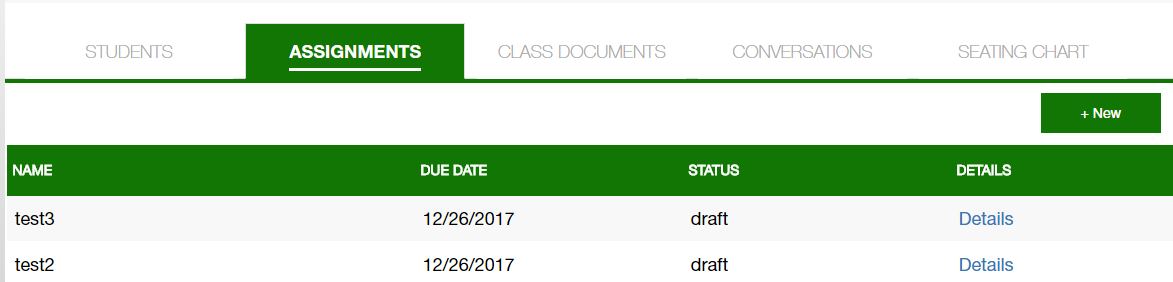 STUDENTS ASSIGNMENTS CLASS DOCUMENTS CONVERSATIONS SEATING CHART
+ New
NAME DUE DATE STATUS DETAILS
test3 12/26/2017 draft Details
test2 12/26/2017 draft Details